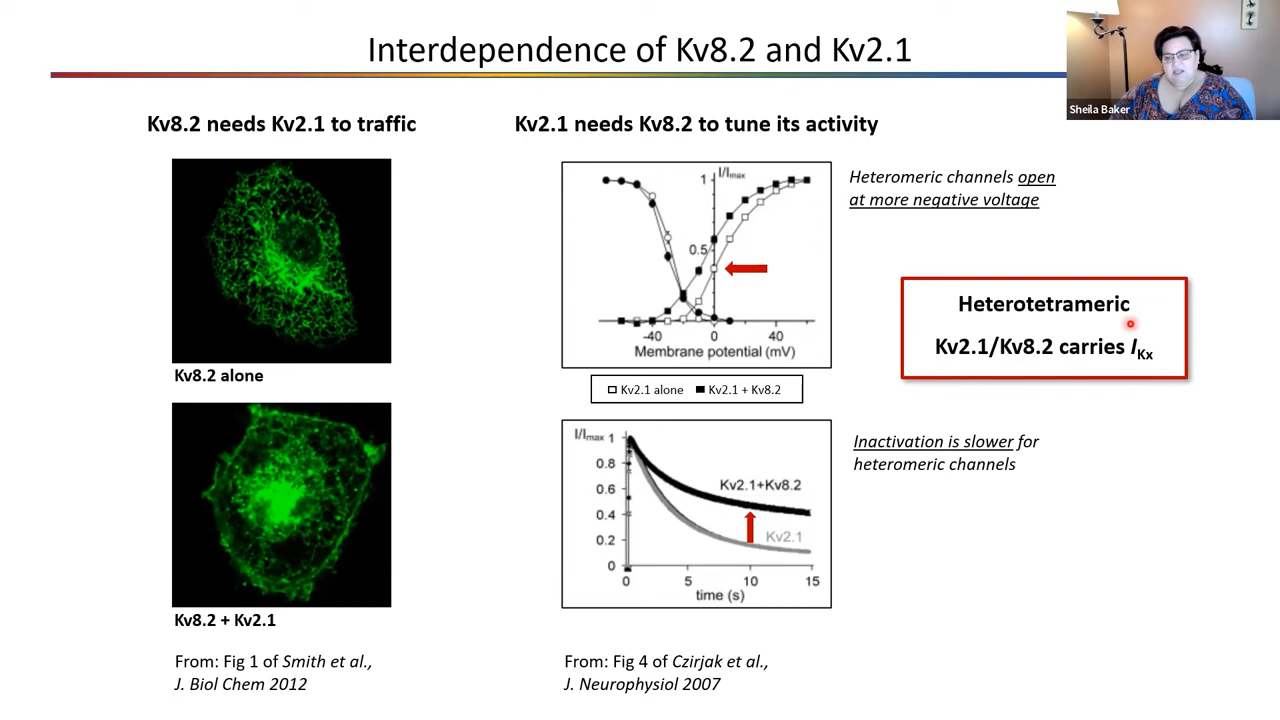 Interdependence of Kv8.2 and Kv2.1
Sheila Baker
Kv8.2 needs Kv2.1 to traffic
Kv8.2 alone
Kv8.2 + Kv2.1
From: Fig 1 of Smith et al.,
J. Biol Chem 2012
Kv2.1 needs Kv8.2 to tune its activity
I/Imax
1
0.5
-40 0 40
Membrane potential (mV)
Kv2.1 alone Kv2.1 + Kv8.2
Heteromeric channels open
at more negative voltage
I/Imax 1
0.8
0.6
0.4
0.2
0
Kv2.1+Kv8.2
Kv2.1
0 5 10 15
time (s)
Inactivation is slower for
heteromeric channels
From: Fig 4 of Czirjak et al.,
J. Neurophysiol 2007
Heterotetrameric
Kv2.1/Kv8.2 carries IKx